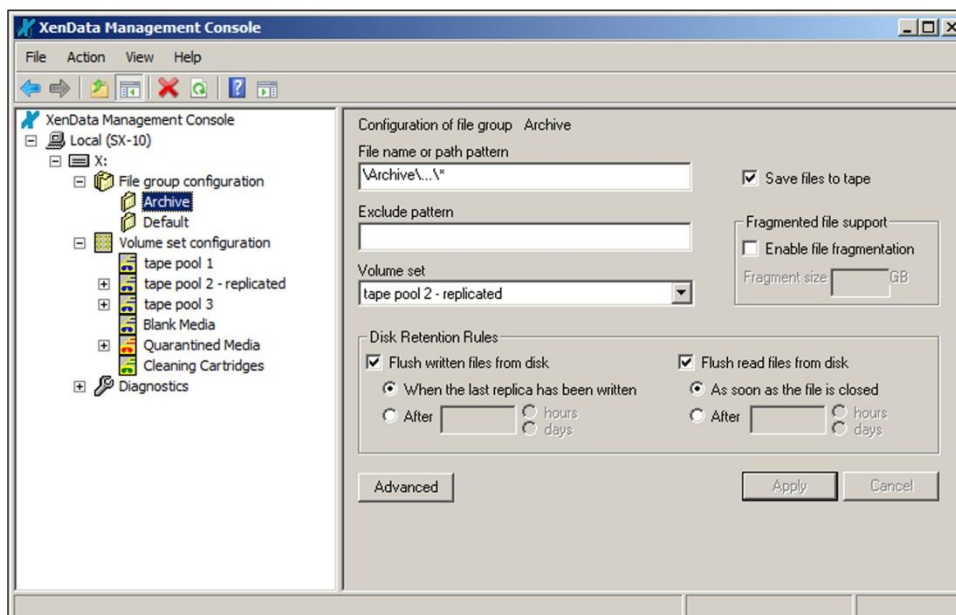 XenData Management Console
File Action View Help
XenData Management Console
Local (SX-10)
X:
File group configuration
Archive
Default
Volume set configuration
tape pool 1
tape pool 2 - replicated
tape pool 3
Blank Media
Quarantined Media
Cleaning Cartridges
Diagnostics
Configuration of file group Archive
File name or path pattern
\Archive\...\*
Save files to tape
Exclude pattern
Fragmented file support
Enable file fragmentation
Fragment size GB
Volume set
tape pool 2 - replicated
Disk Retention Rules
Flush written files from disk
When the last replica has been written
After hours
days
Flush read files from disk
As soon as the file is closed
After hours
days
Advanced
Apply
Cancel